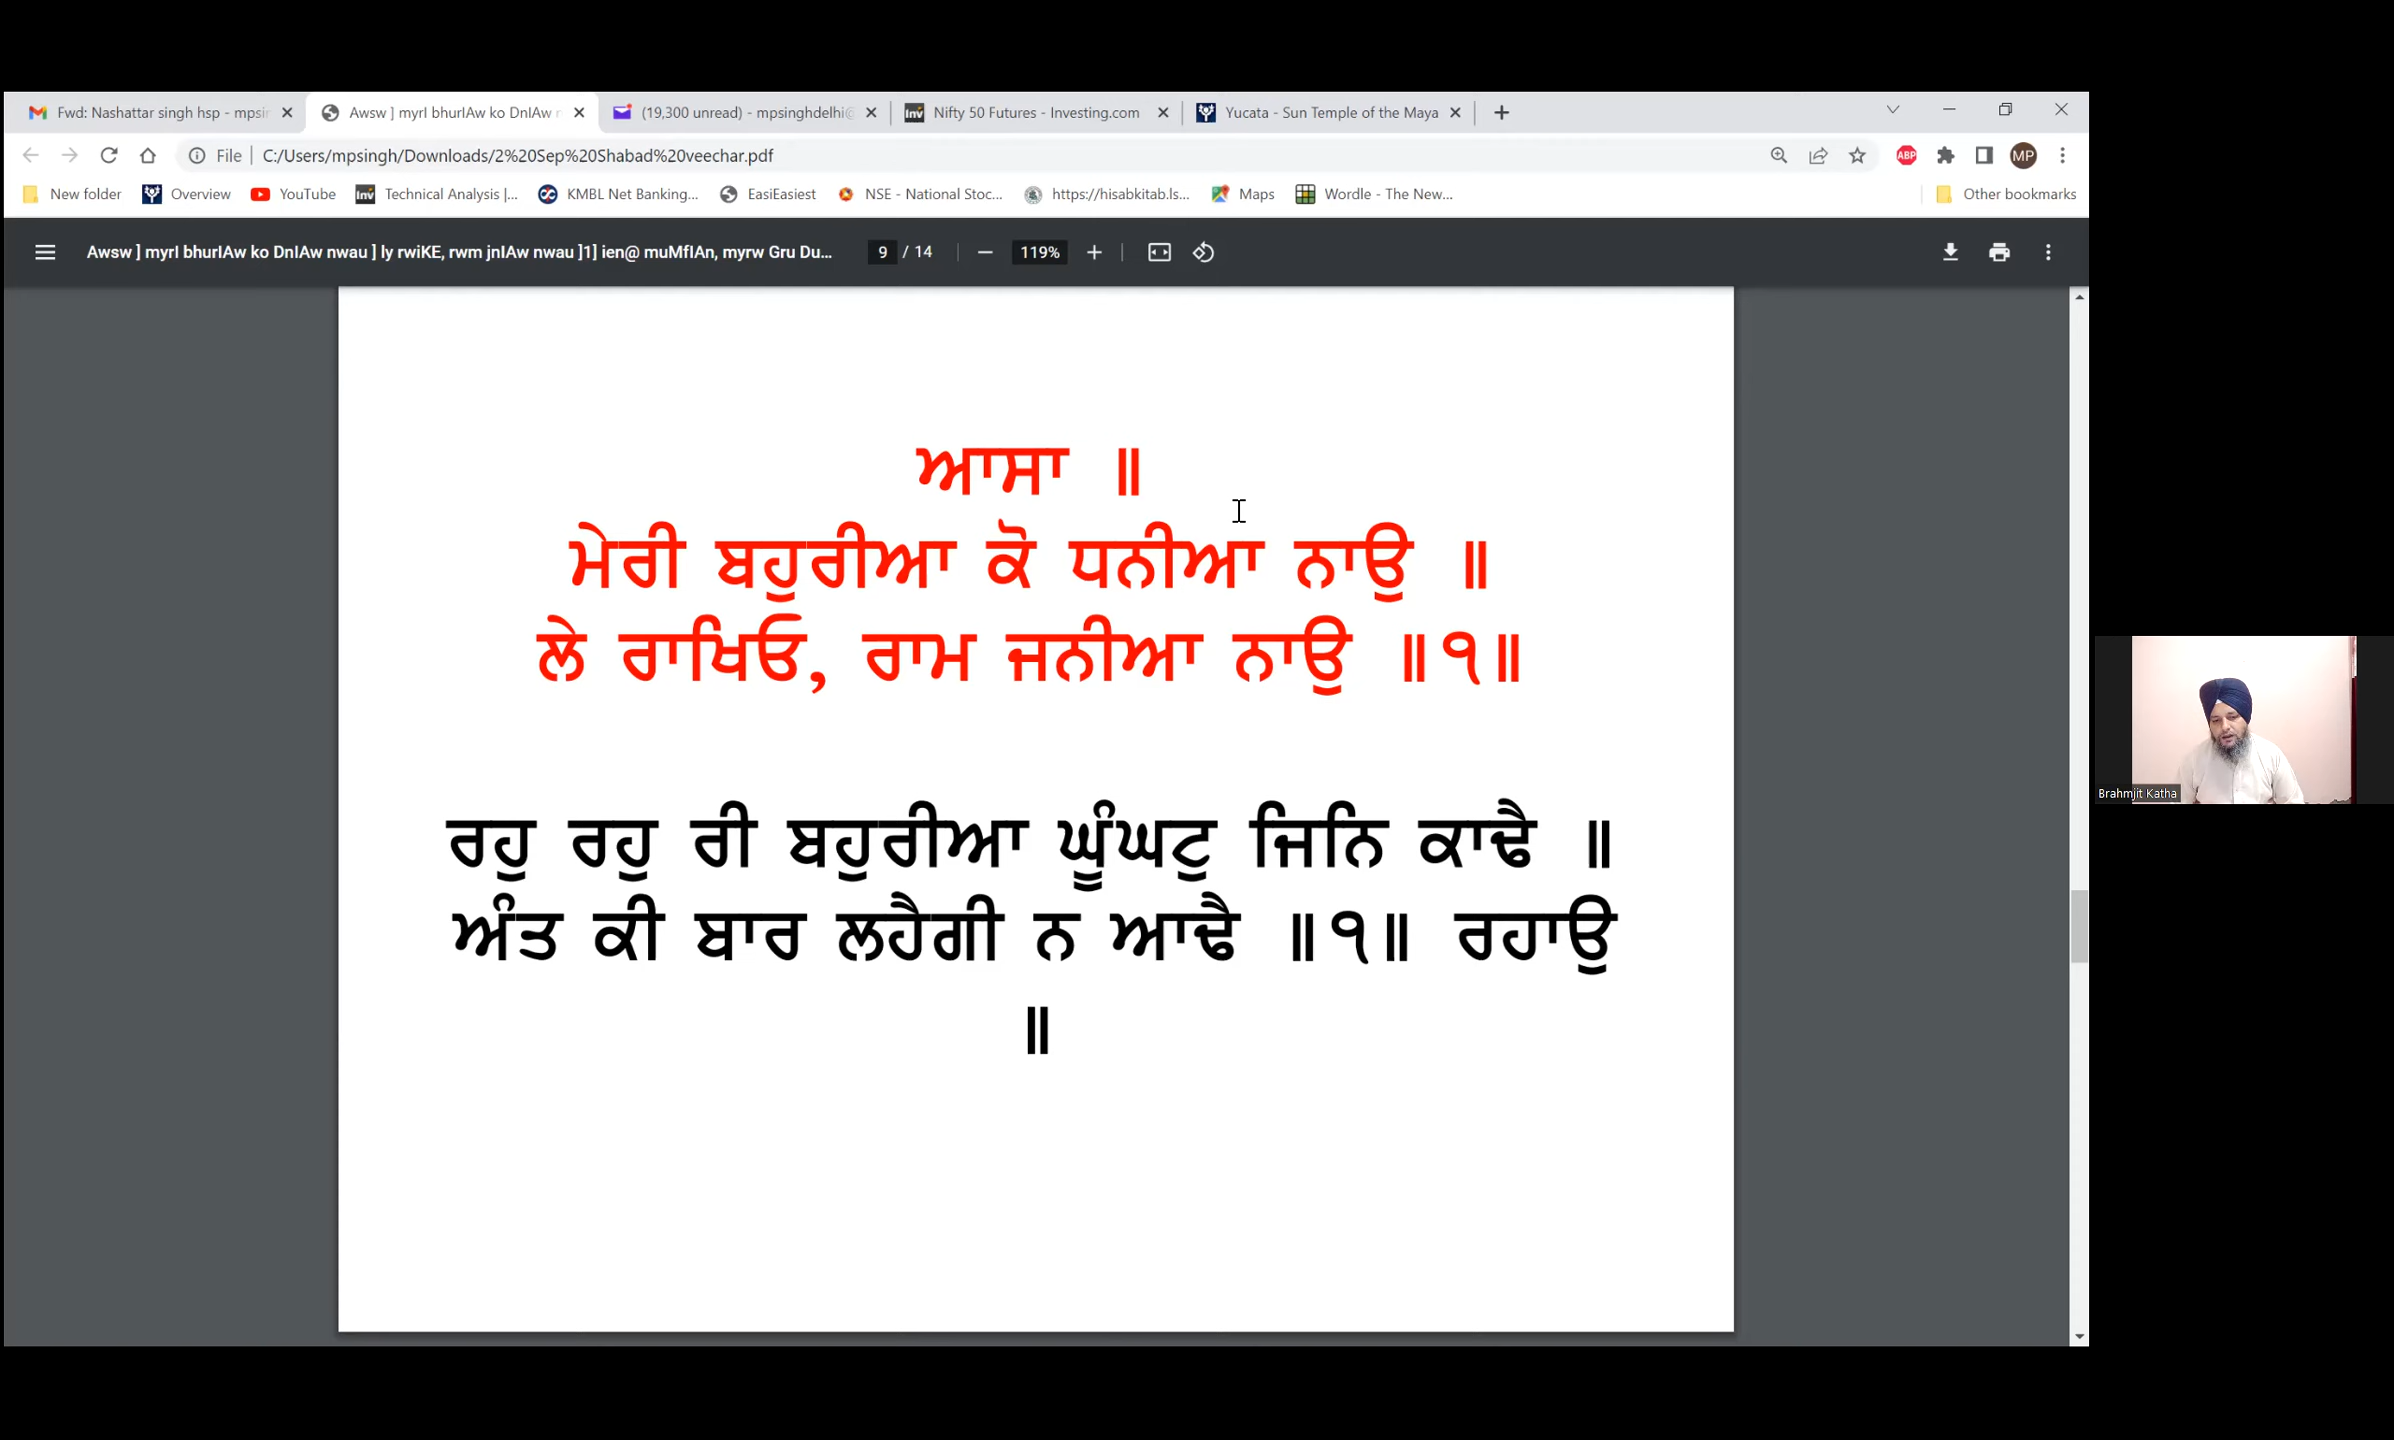 Fwd: Nashattar singh hsp - mpsin
Awsw ] myrI bhurIAw ko DnIAw n
(19,300 unread) - mpsinghdelhi@
Nifty 50 Futures - Investing.com
Yucata - Sun Temple of the Maya
File
C:/Users/mpsingh/Downloads/2%20Sep%20Shabad%20veechar.pdf
ABP
MP
New folder
Overview
YouTube
Inv Technical Analysis |...
KMBL Net Banking...
EasiEasiest
NSE - National Stoc...
https://hisabkitab.ls...
Maps
Wordle - The New...
Other bookmarks
Awsw ] myrI bhurIAw ko DnIAw nwau ] ly rwiKE, rwm jnIAw nwau ]1] ien@ muMfIAn, myrw Gru Du...
9 / 14
119%
ਆਸਾ ॥
ਮੇਰੀ ਬਹੁਰੀਆ ਕੋ ਧਨੀਆ ਨਾਉ ॥
ਲੇ ਰਾਖਿਓ, ਰਾਮ ਜਨੀਆ ਨਾਉ ॥੧॥
ਰਹੁ ਰਹੁ ਰੀ ਬਹੁਰੀਆ ਘੂੰਘਟੁ ਜਿਨਿ ਕਾਢੈ ॥
ਅੰਤ ਕੀ ਬਾਰ ਲਹੈਗੀ ਨ ਆਢੈ ॥੧॥ ਰਹਾਉ
॥
Brahmjit Katha